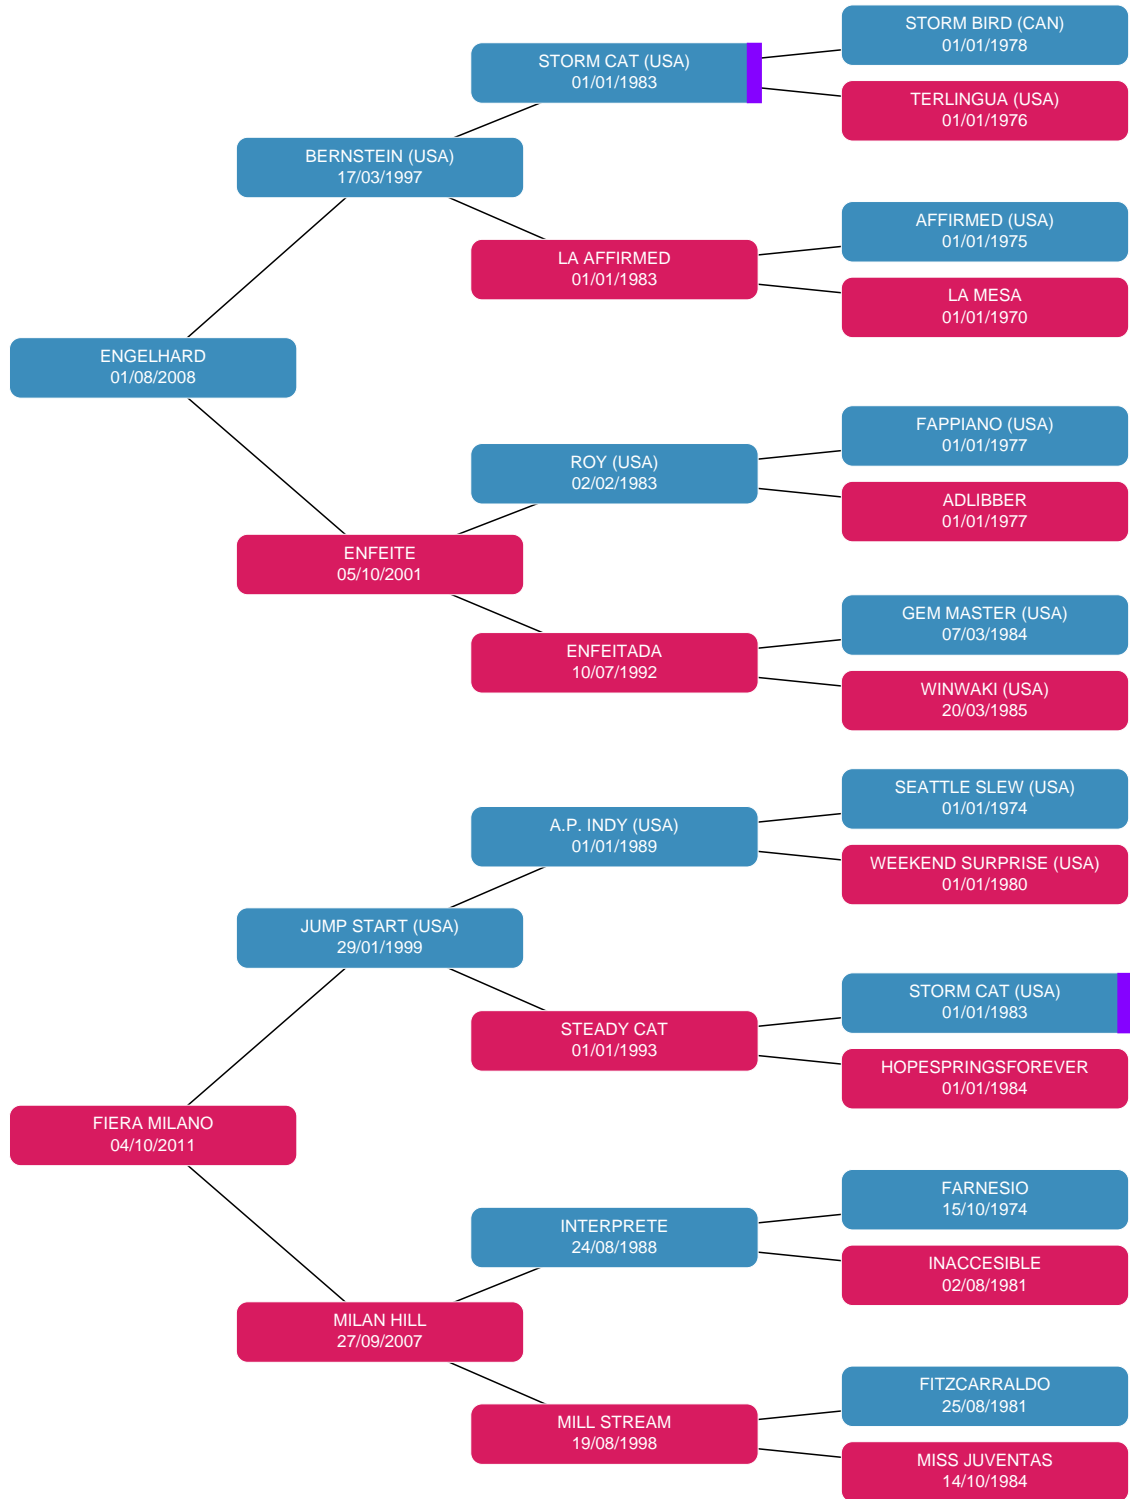 STORM BIRD (CAN)
01/01/1978
STORM CAT (USA)
01/01/1983
TERLINGUA (USA)
01/01/1976
BERNSTEIN (USA)
17/03/1997
AFFIRMED (USA)
01/01/1975
LA AFFIRMED
01/01/1983
LA MESA
01/01/1970
ENGELHARD
01/08/2008
FAPPIANO (USA)
01/01/1977
ROY (USA)
02/02/1983
ADLIBBER
01/01/1977
ENFEITE
05/10/2001
GEM MASTER (USA)
07/03/1984
ENFEITADA
10/07/1992
WINWAKI (USA)
20/03/1985
SEATTLE SLEW (USA)
01/01/1974
A.P. INDY (USA)
01/01/1989
WEEKEND SURPRISE (USA)
01/01/1980
JUMP START (USA)
29/01/1999
STORM CAT (USA)
01/01/1983
STEADY CAT
01/01/1993
HOPESPRINGSFOREVER
01/01/1984
FIERA MILANO
04/10/2011
FARNESIO
15/10/1974
INTERPRETE
24/08/1988
INACCESIBLE
02/08/1981
MILAN HILL
27/09/2007
FITZCARRALDO
25/08/1981
MILL STREAM
19/08/1998
MISS JUVENTAS
14/10/1984